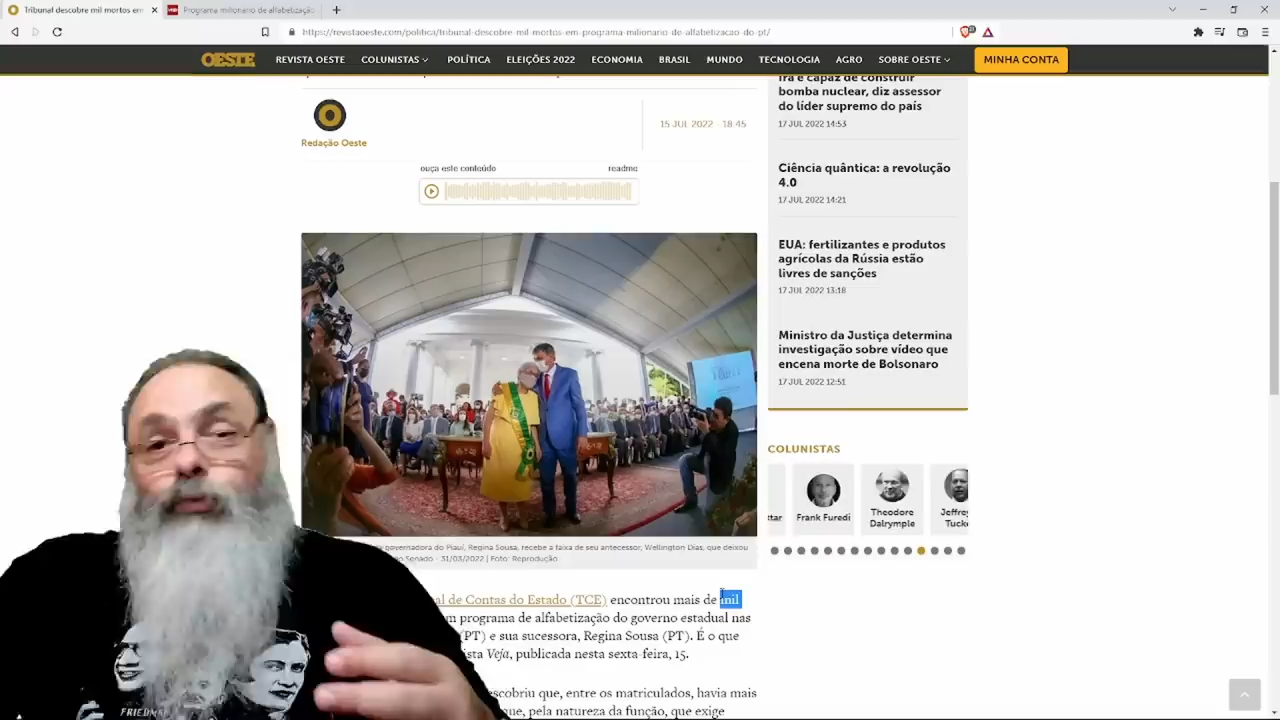 Tribunal descobre mil mortos em
Programa milionário de alfabetização
https://revistaoeste.com/politica/tribunal-descobre-mil-mortos-em-programa-milionario-de-alfabetizacao-do-pt/
OESTE
REVISTA OESTE
COLUNISTAS
POLÍTICA
ELEIÇÕES 2022
ECONOMIA
BRASIL
MUNDO
TECNOLOGIA
AGRO
SOBRE OESTE
MINHA CONTA
Redação Oeste
15 JUL 2022 - 18:45
ouça este conteúdo
readme
governadora do Piauí, Regina Sousa, recebe a faixa de seu antecessor, Wellington Dias, que deixou
Senado - 31/03/2022 | Foto: Reprodução
al de Contas do Estado (TCE) encontrou mais de mil
m programa de alfabetização do governo estadual nas
(PT) e sua sucessora, Regina Sousa (PT). É o que
ista Veja, publicada nesta sexta-feira, 15.
escobriu que, entre os matriculados, havia mais
que, pela natureza da função, que exige
Irã é capaz de construir
bomba nuclear, diz assessor
do líder supremo do país
17 JUL 2022 14:53
Ciência quântica: a revolução
4.0
17 JUL 2022 14:21
EUA: fertilizantes e produtos
agrícolas da Rússia estão
livres de sanções
17 JUL 2022 13:18
Ministro da Justiça determina
investigação sobre vídeo que
encena morte de Bolsonaro
17 JUL 2022 12:51
COLUNISTAS
Frank Furedi
Theodore
Dalrymple
Jeffrey
Tucke
FRIEDMA